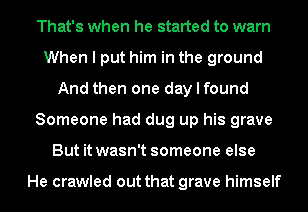 That's when he started to warn
When I put him in the ground
And then one day I found
Someone had dug up his grave
But it wasn't someone else
He crawled out that grave himself